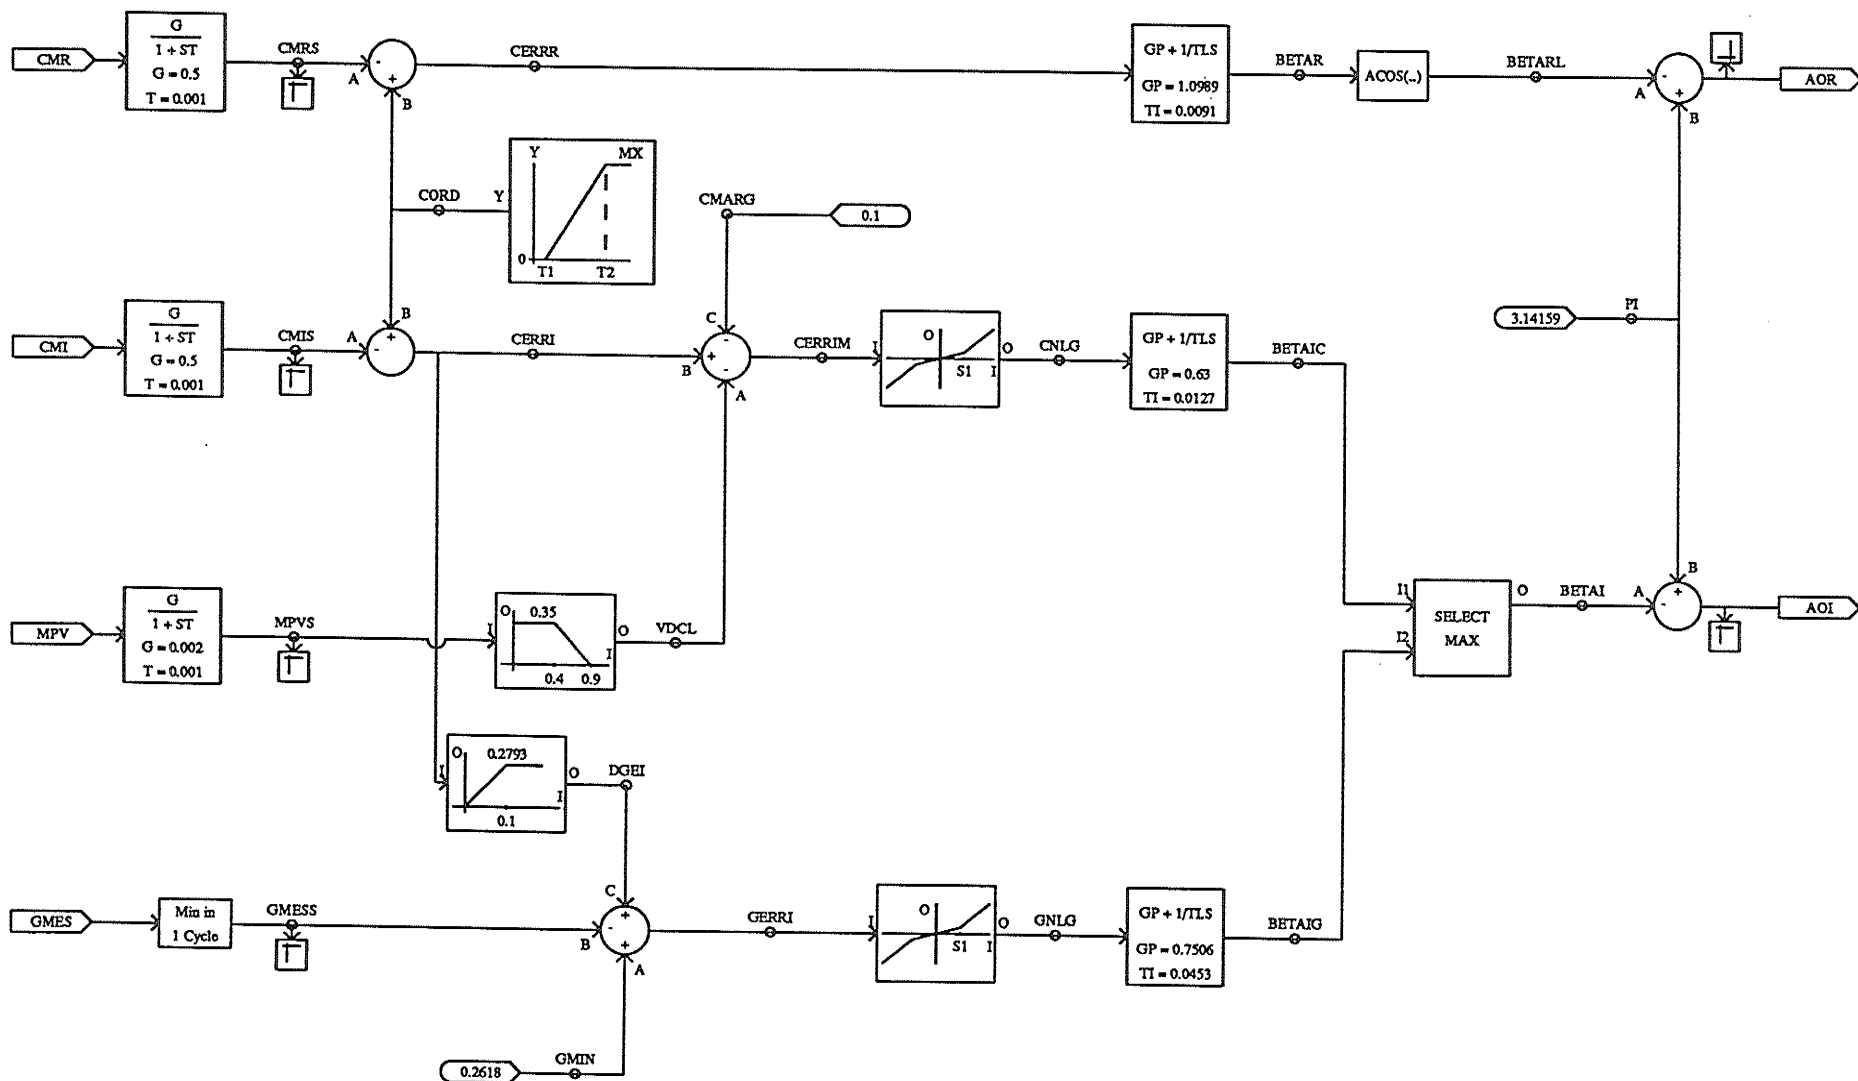 CMR
G
1 + ST
G = 0.5
T = 0.001
CMRS
A
-
+
B
CERRR
GP + 1/TLS
GP = 1.0989
TI = 0.0091
BETAR
ACOS(..)
BETARL
A
-
+
B
AOR
CORD
Y
Y
MX
0
T1
T2
CMARG
0.1
3.14159
PI
CMI
G
1 + ST
G = 0.5
T = 0.001
CMIS
A
B
+
-
CERRI
C
-
+
-
B
A
CERRIM
I
O
S1
I
O
CNLG
GP + 1/TLS
GP = 0.63
TI = 0.0127
BETAIC
MPV
G
1 + ST
G = 0.002
T = 0.001
MPVS
I
O
0.35
0.4
0.9
I
O
VDCL
I1
I2
SELECT
MAX
O
BETAI
A
B
+
-
AOI
I
O
0.2793
0.1
I
O
DGEI
GMES
Min in
1 Cycle
GMESS
C
+
-
+
B
A
GERRI
I
O
S1
I
O
GNLG
GP + 1/TLS
GP = 0.7506
TI = 0.0453
BETAIG
0.2618
GMIN